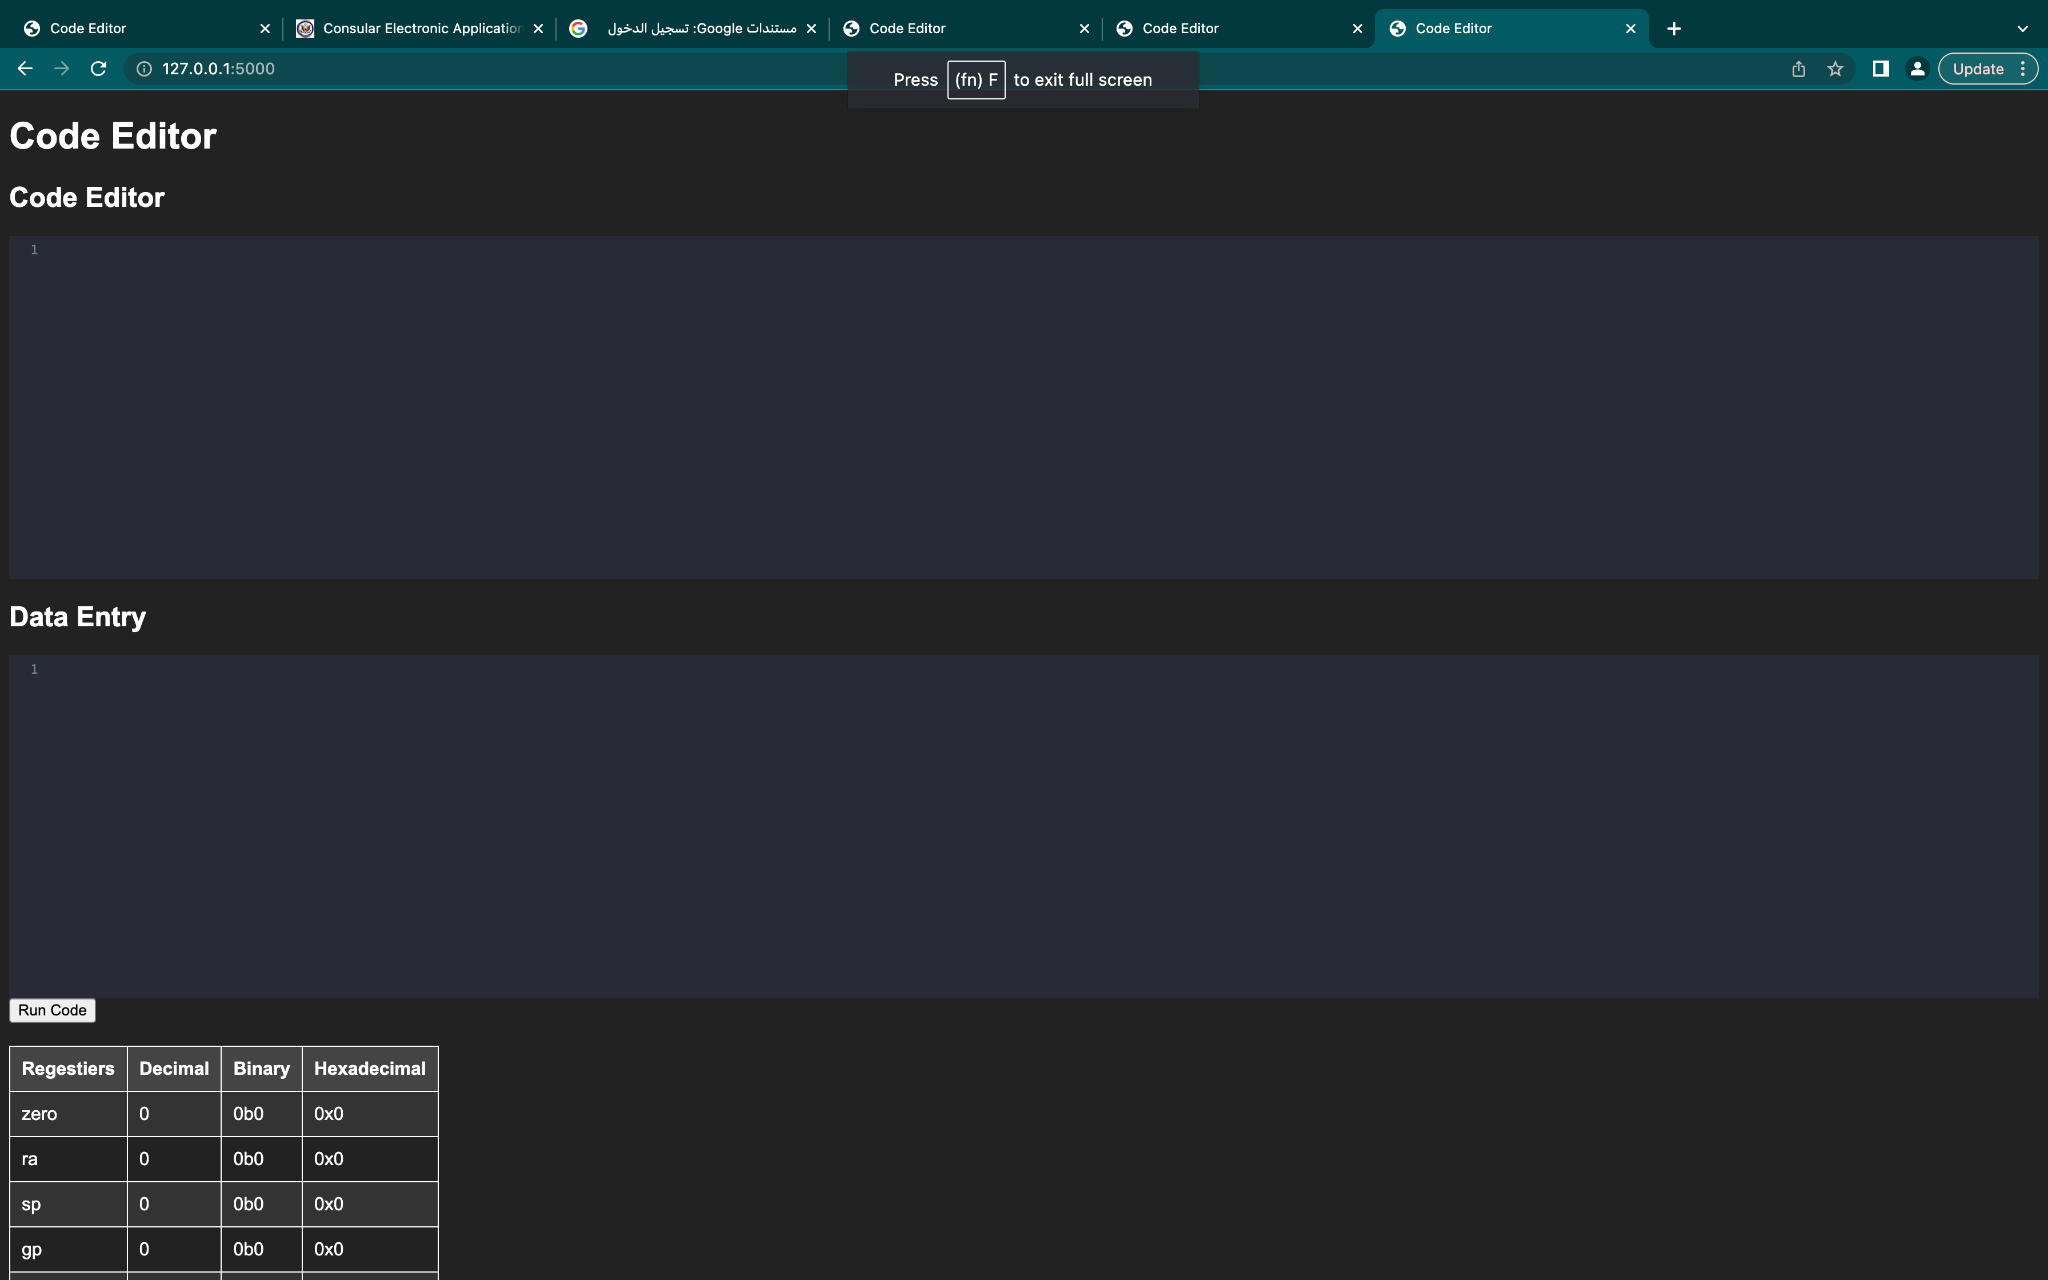 Code Editor
Consular Electronic Application
مستندات Google: تسجيل الدخول
Code Editor
Code Editor
Code Editor
127.0.0.1:5000
Update
Press (fn) F to exit full screen
Code Editor
Code Editor
1
Data Entry
1
Run Code
Regestiers Decimal Binary Hexadecimal
zero 0 0b0 0x0
ra 0 0b0 0x0
sp 0 0b0 0x0
gp 0 0b0 0x0